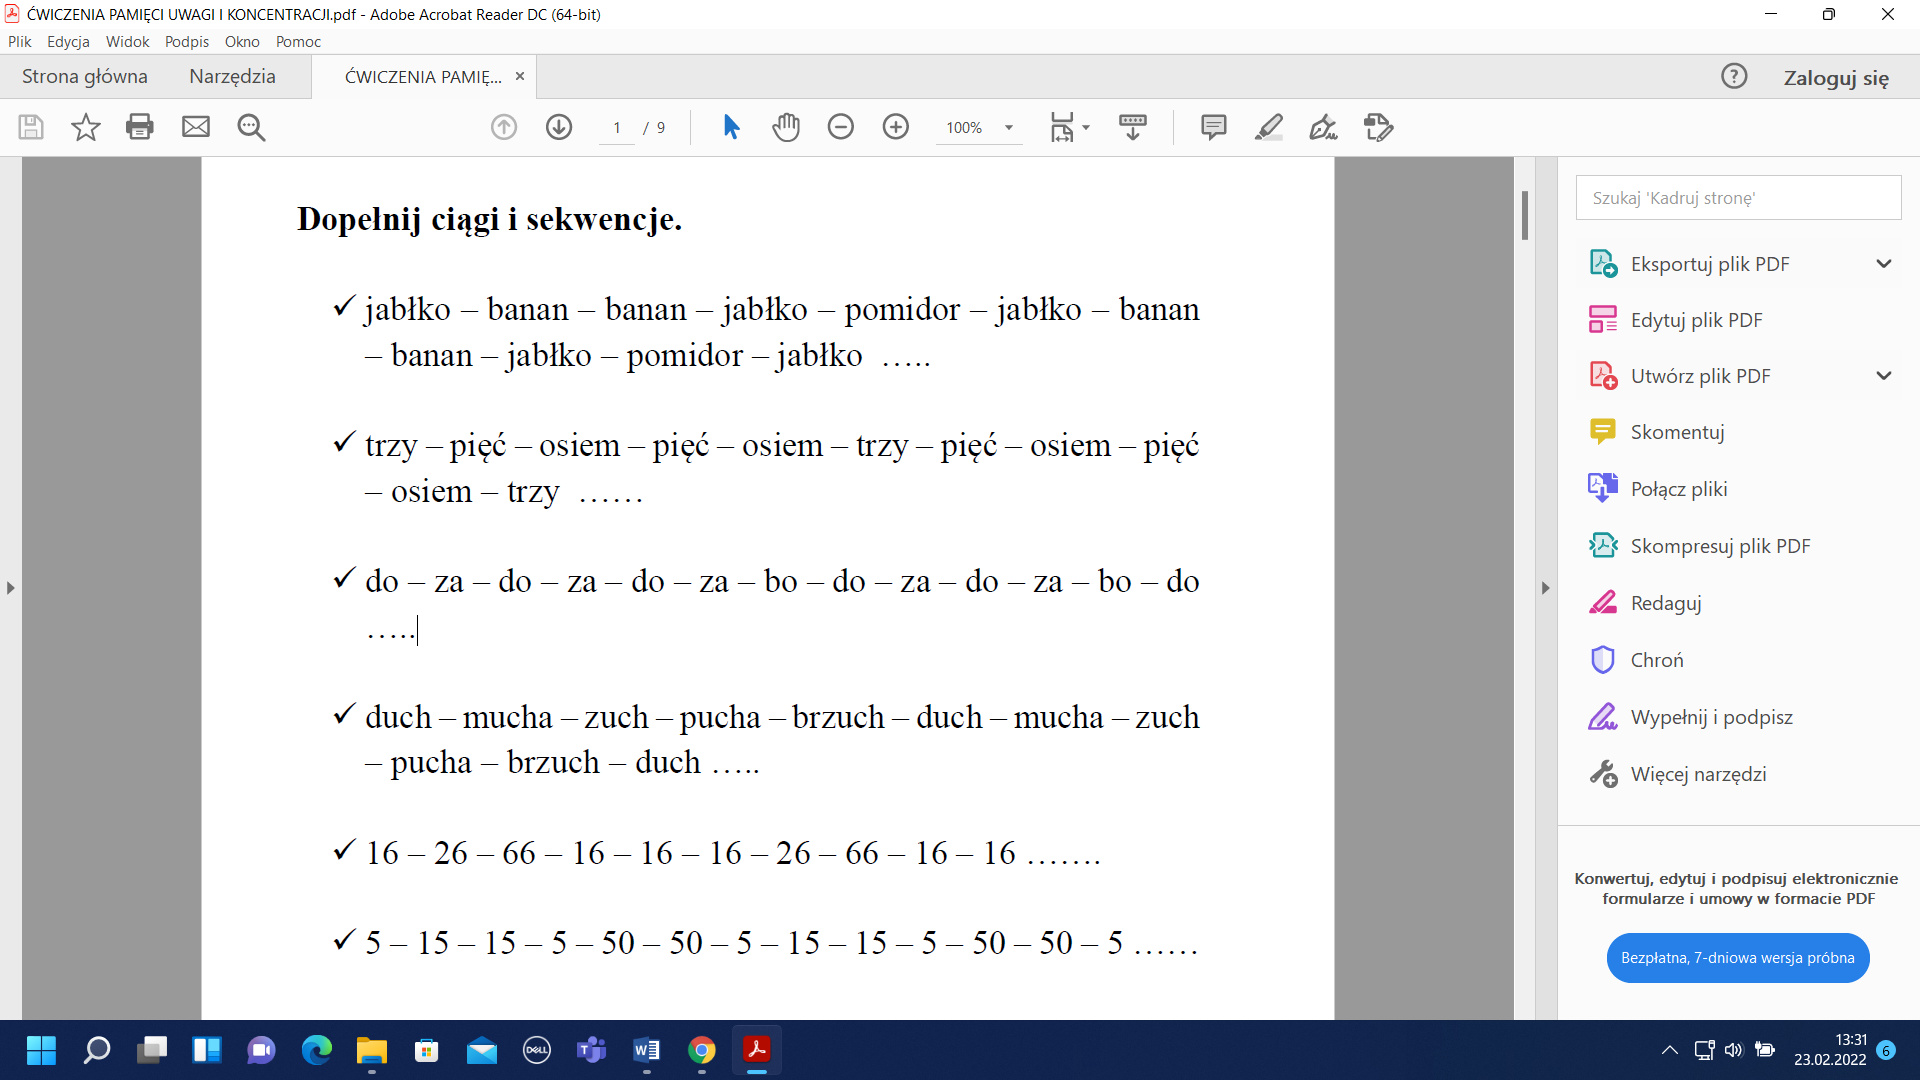 ĆWICZENIA PAMIĘCI UWAGI I KONCENTRACJI.pdf - Adobe Acrobat Reader DC (64-bit)
Plik Edycja Widok Podpis Okno Pomoc
Strona główna Narzędzia ĆWICZENIA PAMIĘ... × ? Zaloguj się
1 / 9 100%
Dopełnij ciągi i sekwencje.
✓ jabłko – banan – banan – jabłko – pomidor – jabłko – banan
– banan – jabłko – pomidor – jabłko …..
✓ trzy – pięć – osiem – pięć – osiem – trzy – pięć – osiem – pięć
– osiem – trzy ……
✓ do – za – do – za – do – za – bo – do – za – do – za – bo – do
…..
✓ duch – mucha – zuch – pucha – brzuch – duch – mucha – zuch
– pucha – brzuch – duch …..
✓ 16 – 26 – 66 – 16 – 16 – 16 – 26 – 66 – 16 – 16 …….
✓ 5 – 15 – 15 – 5 – 50 – 50 – 5 – 15 – 15 – 5 – 50 – 50 – 5 ……
Szukaj 'Kadruj stronę'
Eksportuj plik PDF
Edytuj plik PDF
Utwórz plik PDF
Skomentuj
Połącz pliki
Skompresuj plik PDF
Redaguj
Chroń
Wypełnij i podpisz
Więcej narzędzi
Konwertuj, edytuj i podpisuj elektronicznie
formularze i umowy w formacie PDF
Bezpłatna, 7-dniowa wersja próbna
DELL
T
W
13:31
23.02.2022
6